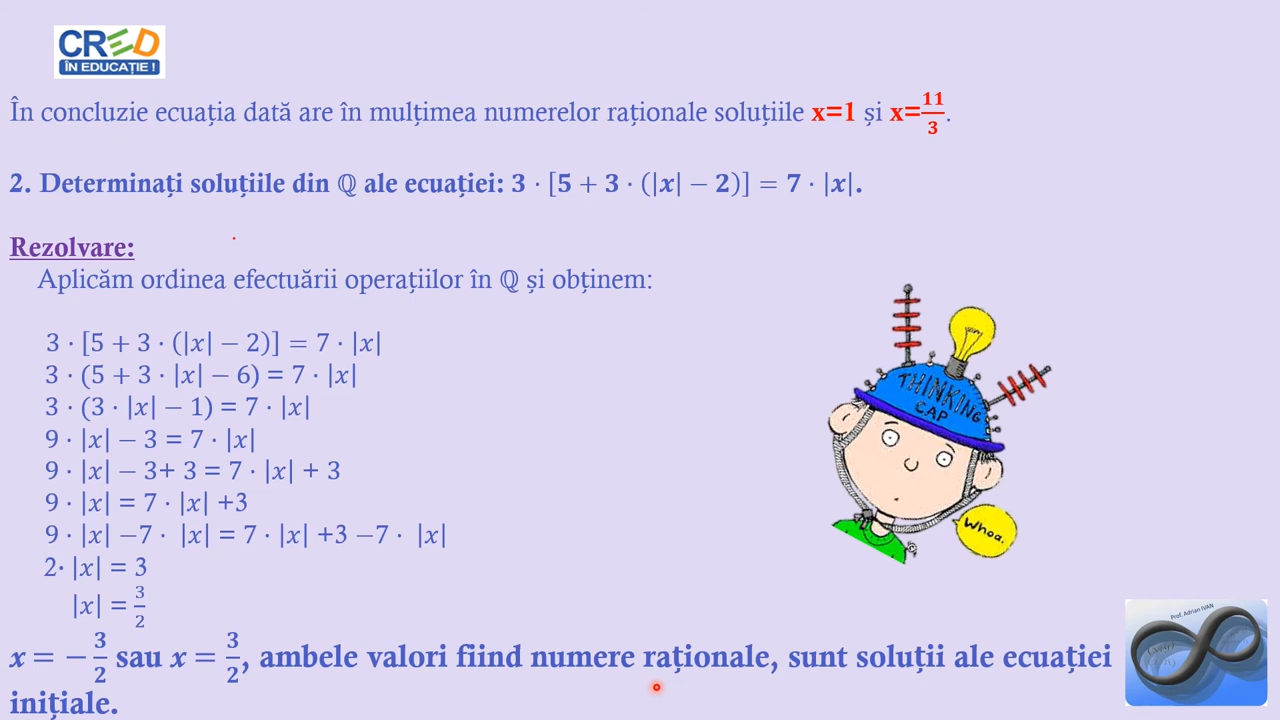 CRED
ÎN EDUCAȚIE !
În concluzie ecuația dată are în mulțimea numerelor raționale soluțiile x=1 și x=11/3.
2. Determinați soluțiile din ℚ ale ecuației: 3 · [5 + 3 · (|x| − 2)] = 7 · |x|.
Rezolvare:
Aplicăm ordinea efectuării operațiilor în ℚ și obținem:
3 · [5 + 3 · (|x| − 2)] = 7 · |x|
3 · (5 + 3 · |x| − 6) = 7 · |x|
3 · (3 · |x| − 1) = 7 · |x|
9 · |x| − 3 = 7 · |x|
9 · |x| − 3+ 3 = 7 · |x| + 3
9 · |x| = 7 · |x| +3
9 · |x| −7 · |x| = 7 · |x| +3 −7 · |x|
2· |x| = 3
|x| = 3/2
x = − 3/2 sau x = 3/2, ambele valori fiind numere raționale, sunt soluții ale ecuației
inițiale.
THINKING
CAP
Whoa.
Prof. Adrian IVAN